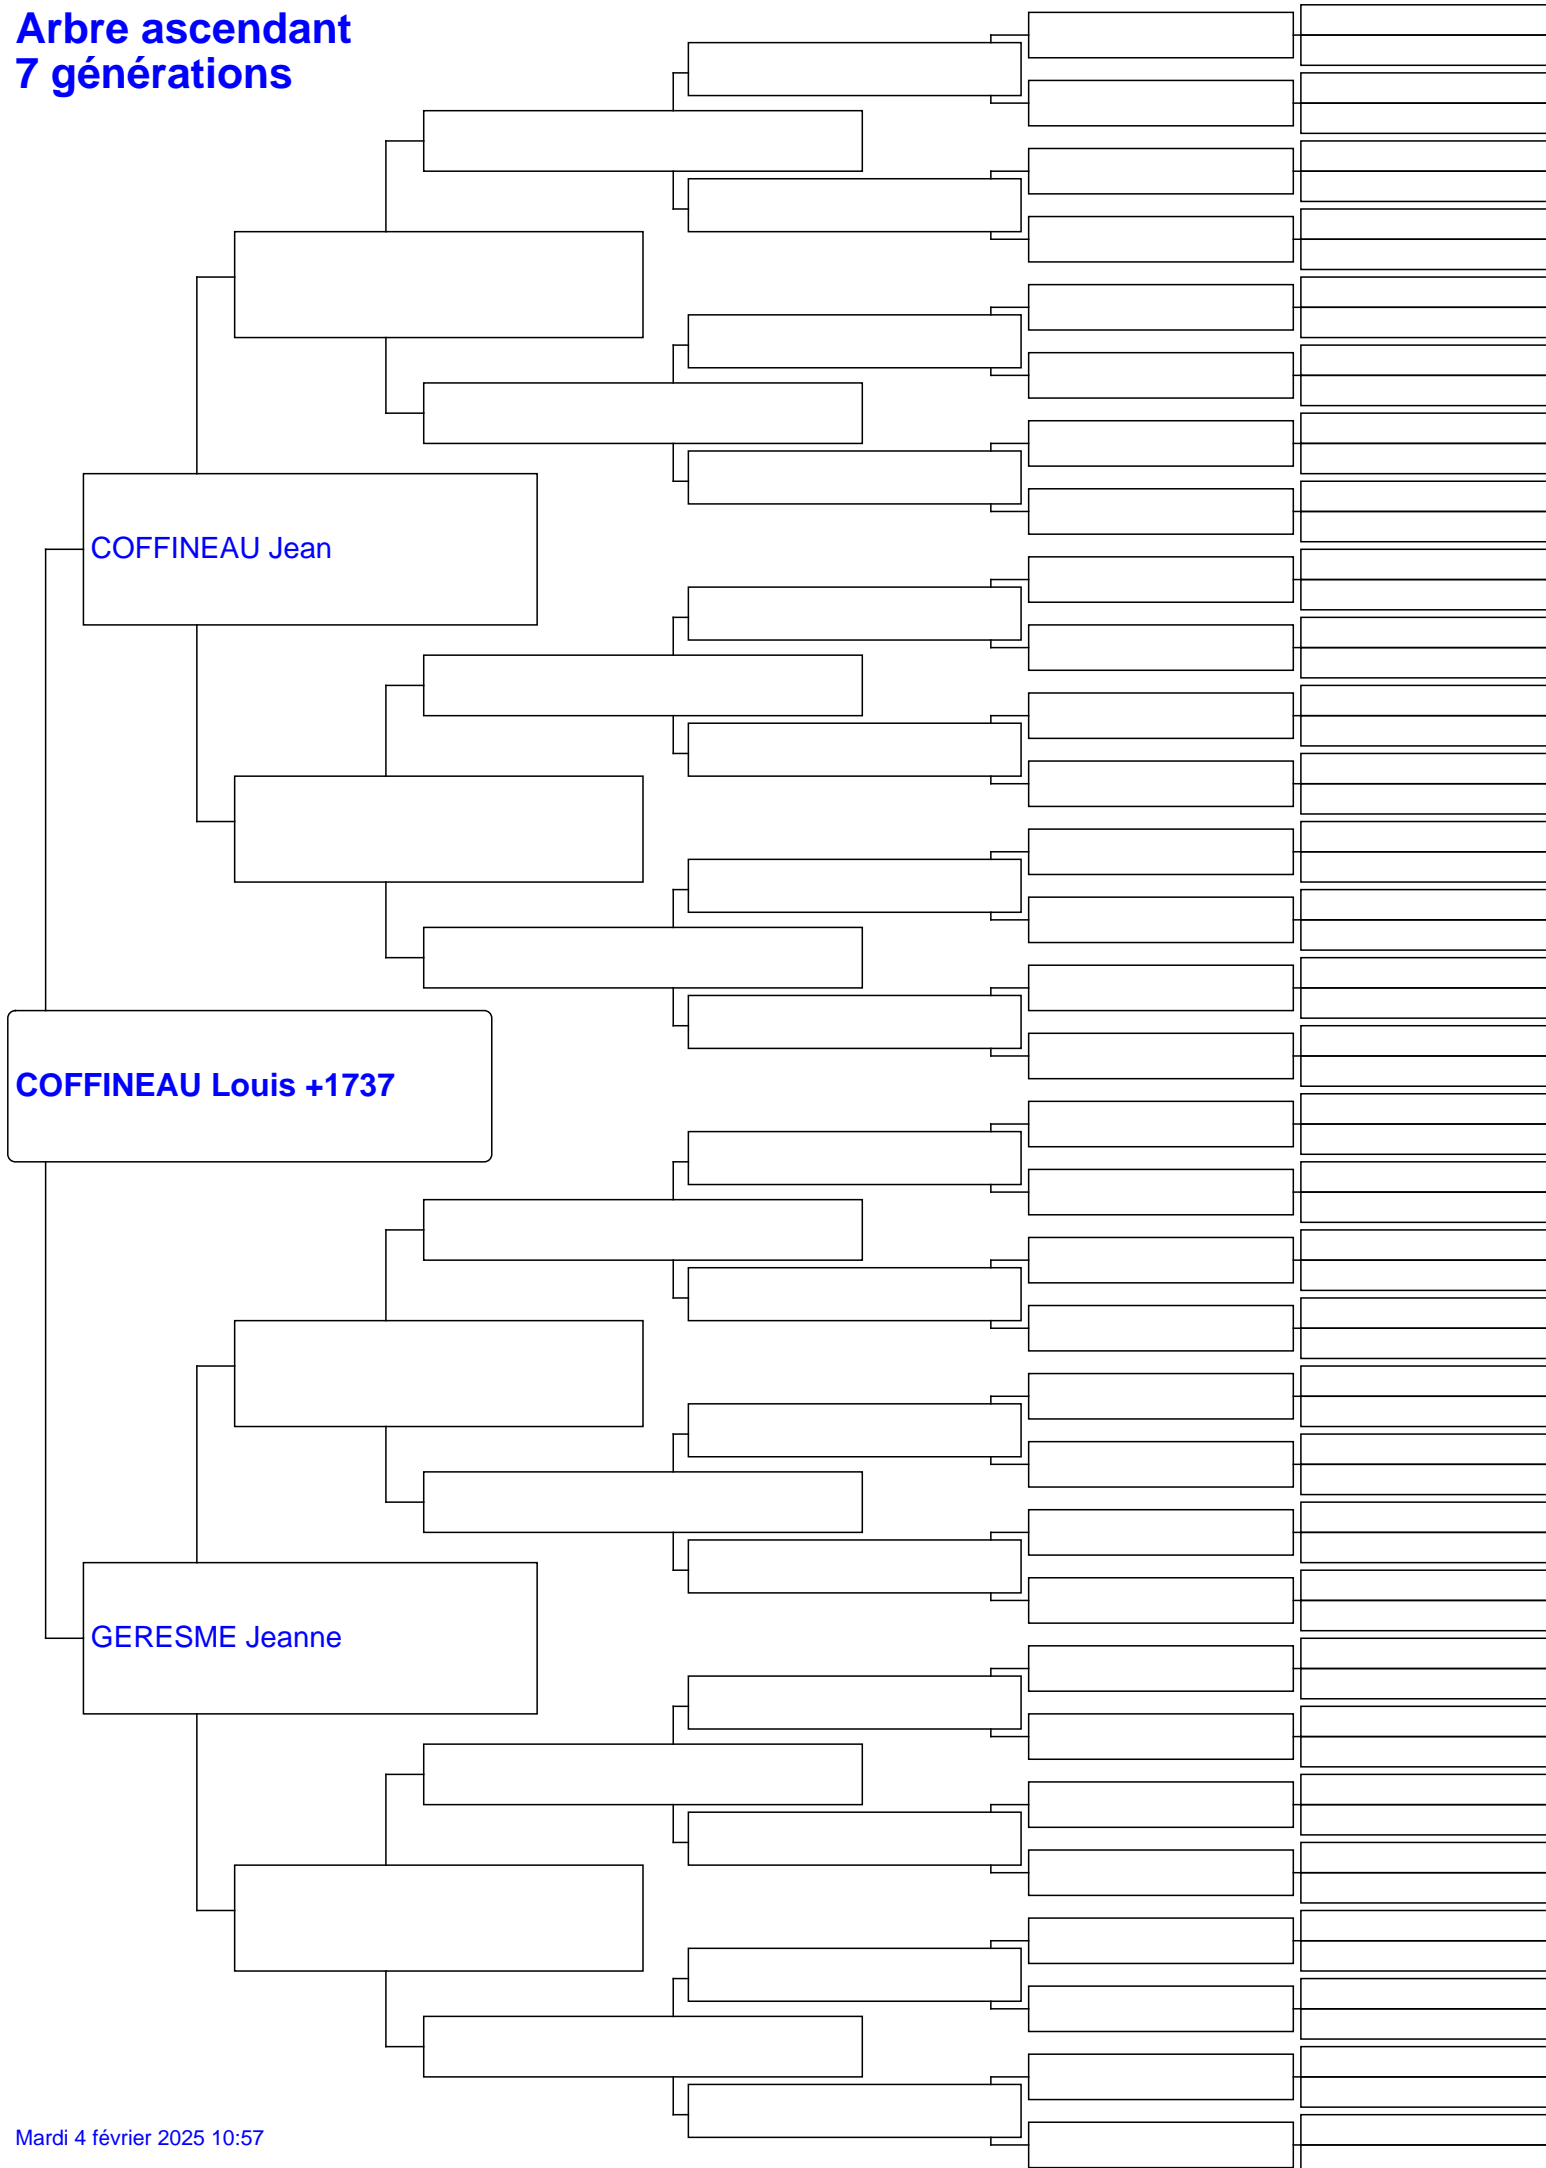 Arbre ascendant
7 générations
COFFINEAU Jean
COFFINEAU Louis +1737
GERESME Jeanne
Mardi 4 février 2025 10:57